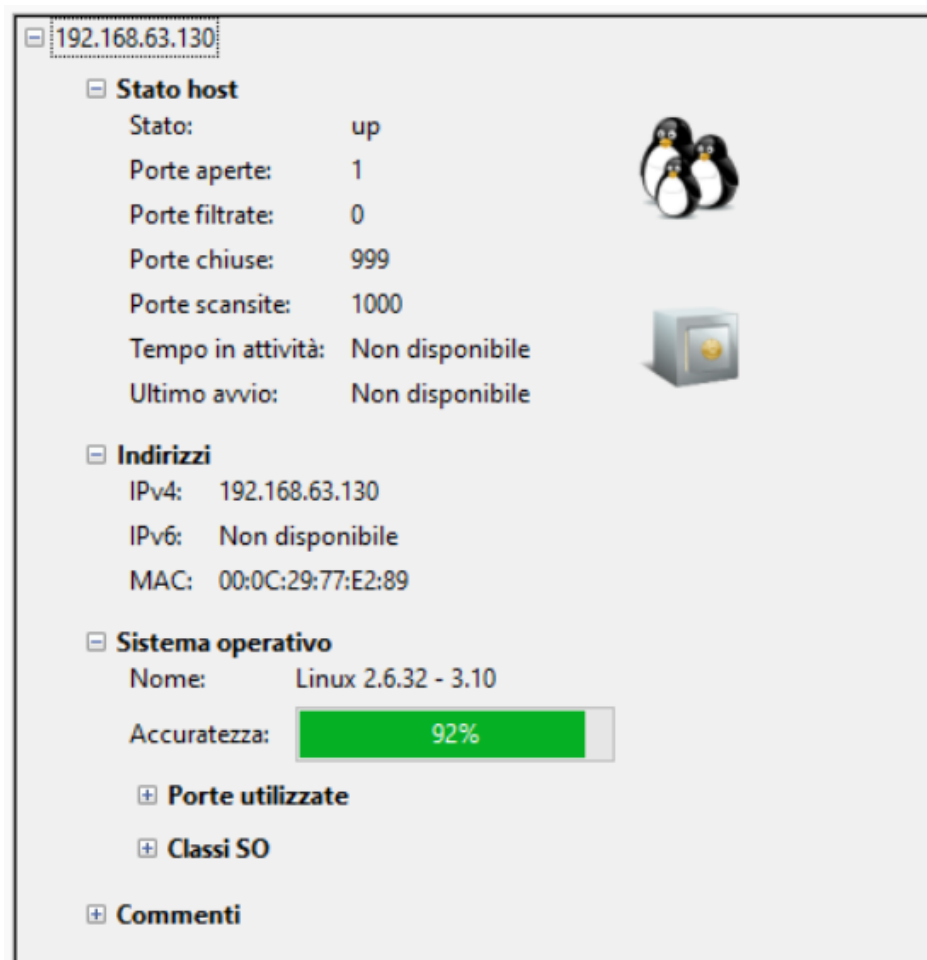 192.168.63.130
Stato host
Stato: up
Porte aperte: 1
Porte filtrate: 0
Porte chiuse: 999
Porte scansite: 1000
Tempo in attività: Non disponibile
Ultimo avvio: Non disponibile
Indirizzi
IPv4: 192.168.63.130
IPv6: Non disponibile
MAC: 00:0C:29:77:E2:89
Sistema operativo
Nome: Linux 2.6.32 - 3.10
Accuratezza: 92%
Porte utilizzate
Classi SO
Commenti